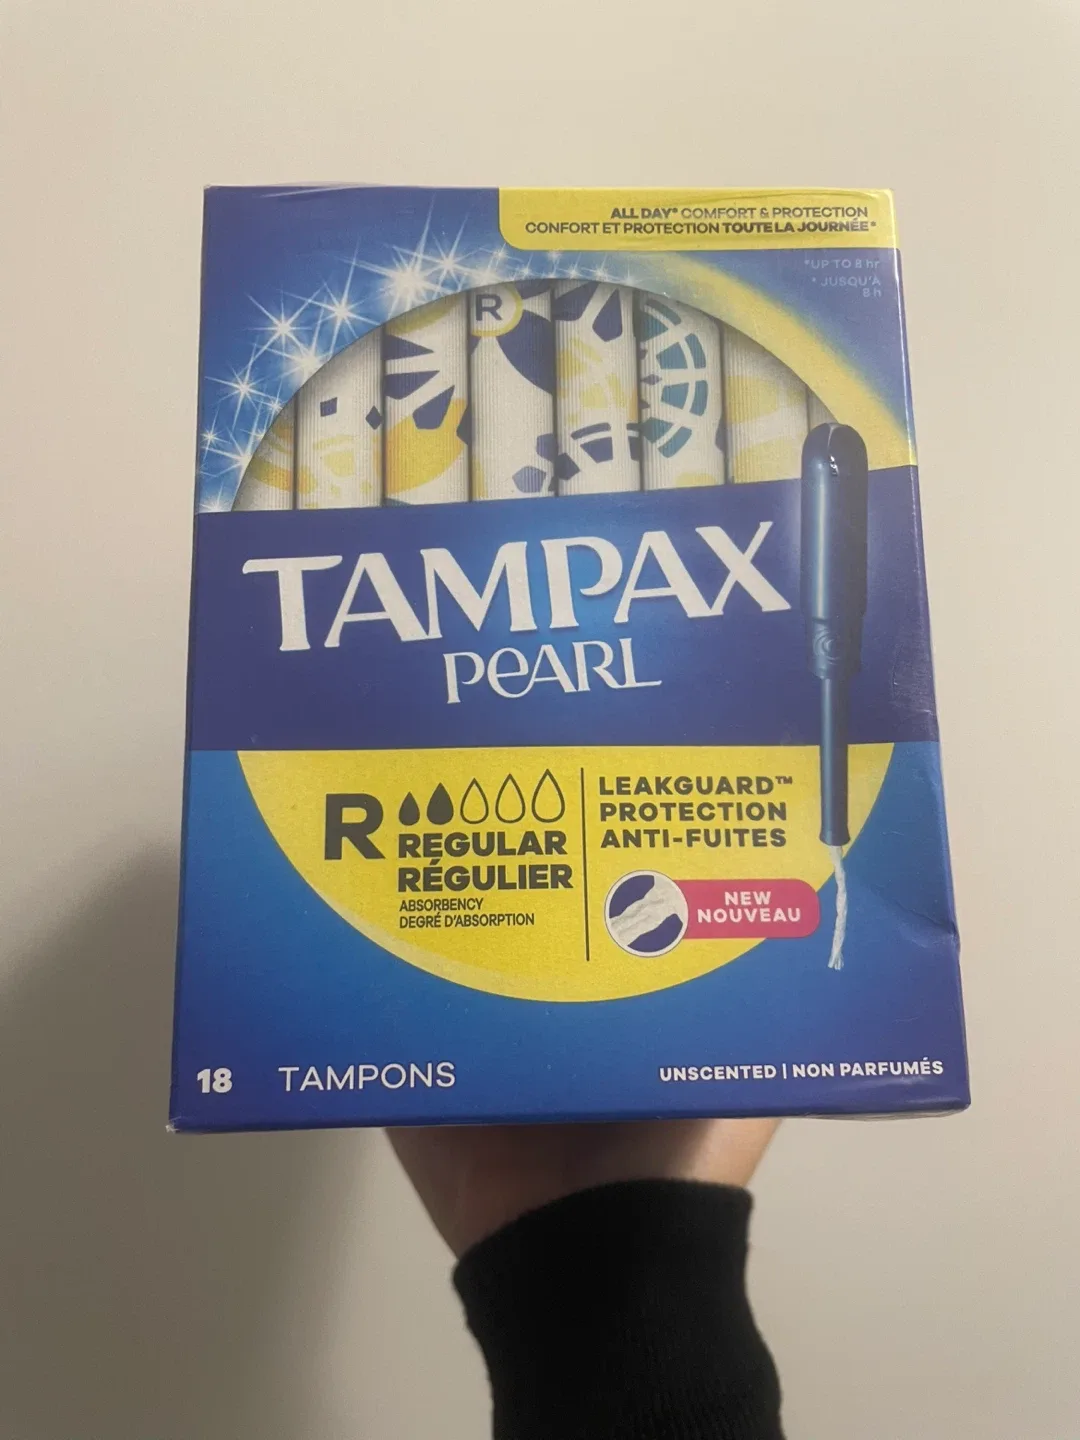 ALL DAY* COMFORT & PROTECTION
CONFORT ET PROTECTION TOUTE LA JOURNÉE*
*UP TO 8 hr
* JUSQU'À
8 h
R
TAMPAX
PEARL
R
REGULAR
RÉGULIER
ABSORBENCY
DEGRÉ D'ABSORPTION
LEAKGUARD™
PROTECTION
ANTI-FUITES
NEW
NOUVEAU
18 TAMPONS
UNSCENTED | NON PARFUMÉS